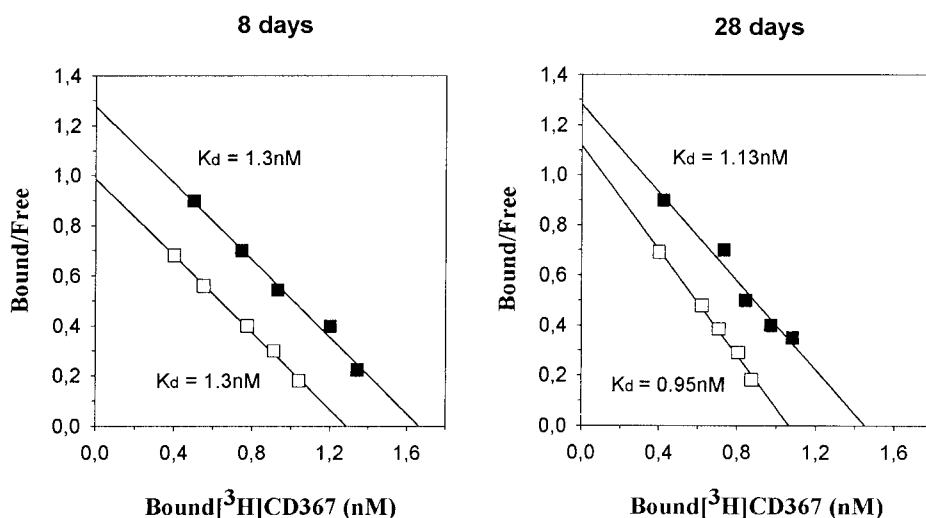 8 days
28 days
1,4
1,2
1,0
0,8
0,6
0,4
0,2
0,0
Bound/Free
Kd = 1.3nM
Kd = 1.3nM
0,0 0,4 0,8 1,2 1,6
Bound[³H]CD367 (nM)
1,4
1,2
1,0
0,8
0,6
0,4
0,2
0,0
Bound/Free
Kd = 1.13nM
Kd = 0.95nM
0,0 0,4 0,8 1,2 1,6
Bound[³H]CD367 (nM)